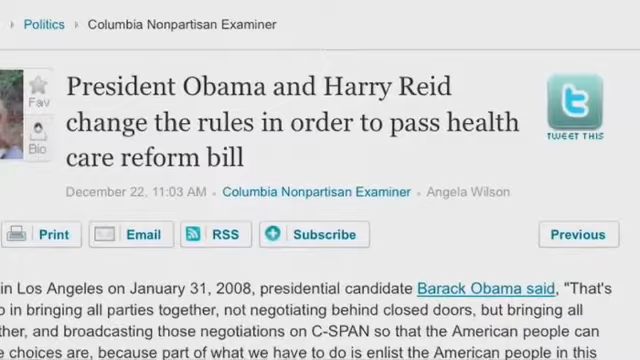 Politics › Columbia Nonpartisan Examiner
President Obama and Harry Reid
change the rules in order to pass health
care reform bill
Fav
Bio
TWEET THIS
December 22, 11:03 AM • Columbia Nonpartisan Examiner • Angela Wilson
Print Email RSS Subscribe Previous
in Los Angeles on January 31, 2008, presidential candidate Barack Obama said, "That's
o in bringing all parties together, not negotiating behind closed doors, but bringing all
ther, and broadcasting those negotiations on C-SPAN so that the American people can
e choices are, because part of what we have to do is enlist the American people in this